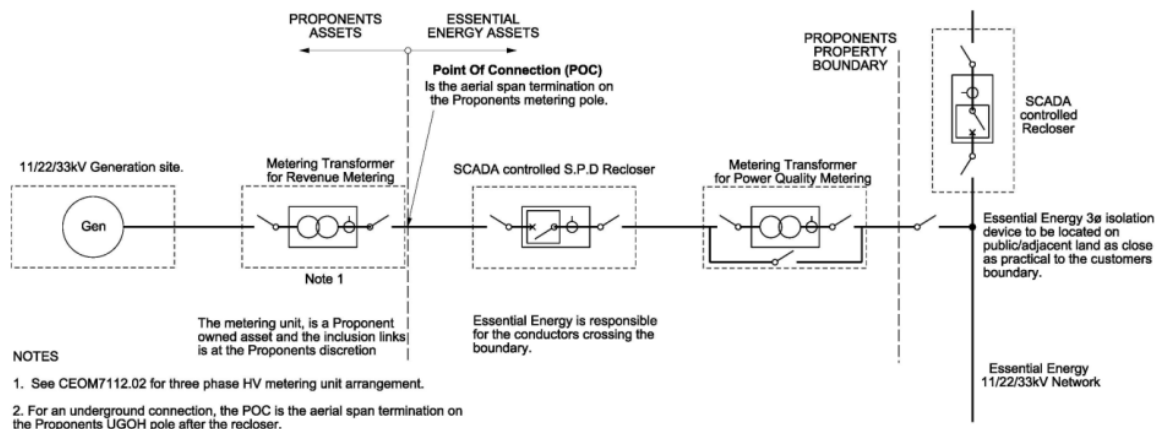 PROPONENTS
ASSETS
ESSENTIAL
ENERGY ASSETS
Point Of Connection (POC)
Is the aerial span termination on
the Proponents metering pole.
PROPONENTS
PROPERTY
BOUNDARY
SCADA
controlled
Recloser
11/22/33kV Generation site.
Metering Transformer
for Revenue Metering
SCADA controlled S.P.D Recloser
Metering Transformer
for Power Quality Metering
Gen
Note 1
Essential Energy 3ø isolation
device to be located on
public/adjacent land as close
as practical to the customers
boundary.
The metering unit, is a Proponent
owned asset and the inclusion links
is at the Proponents discretion
Essential Energy is responsible
for the conductors crossing the
boundary.
Essential Energy
11/22/33kV Network
NOTES
1. See CEOM7112.02 for three phase HV metering unit arrangement.
2. For an underground connection, the POC is the aerial span termination on
the Proponents UGOH pole after the recloser.